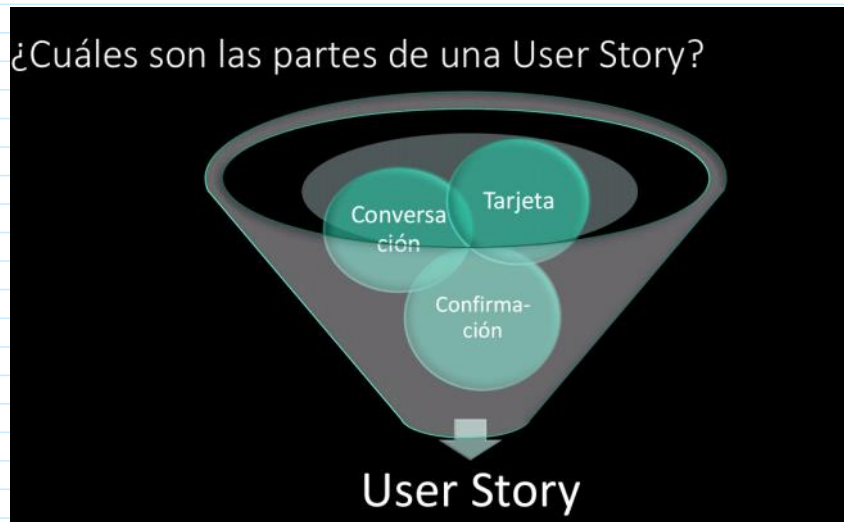 ¿Cuáles son las partes de una User Story?
Tarjeta
Conversa
ción
Confirma-
ción
User Story